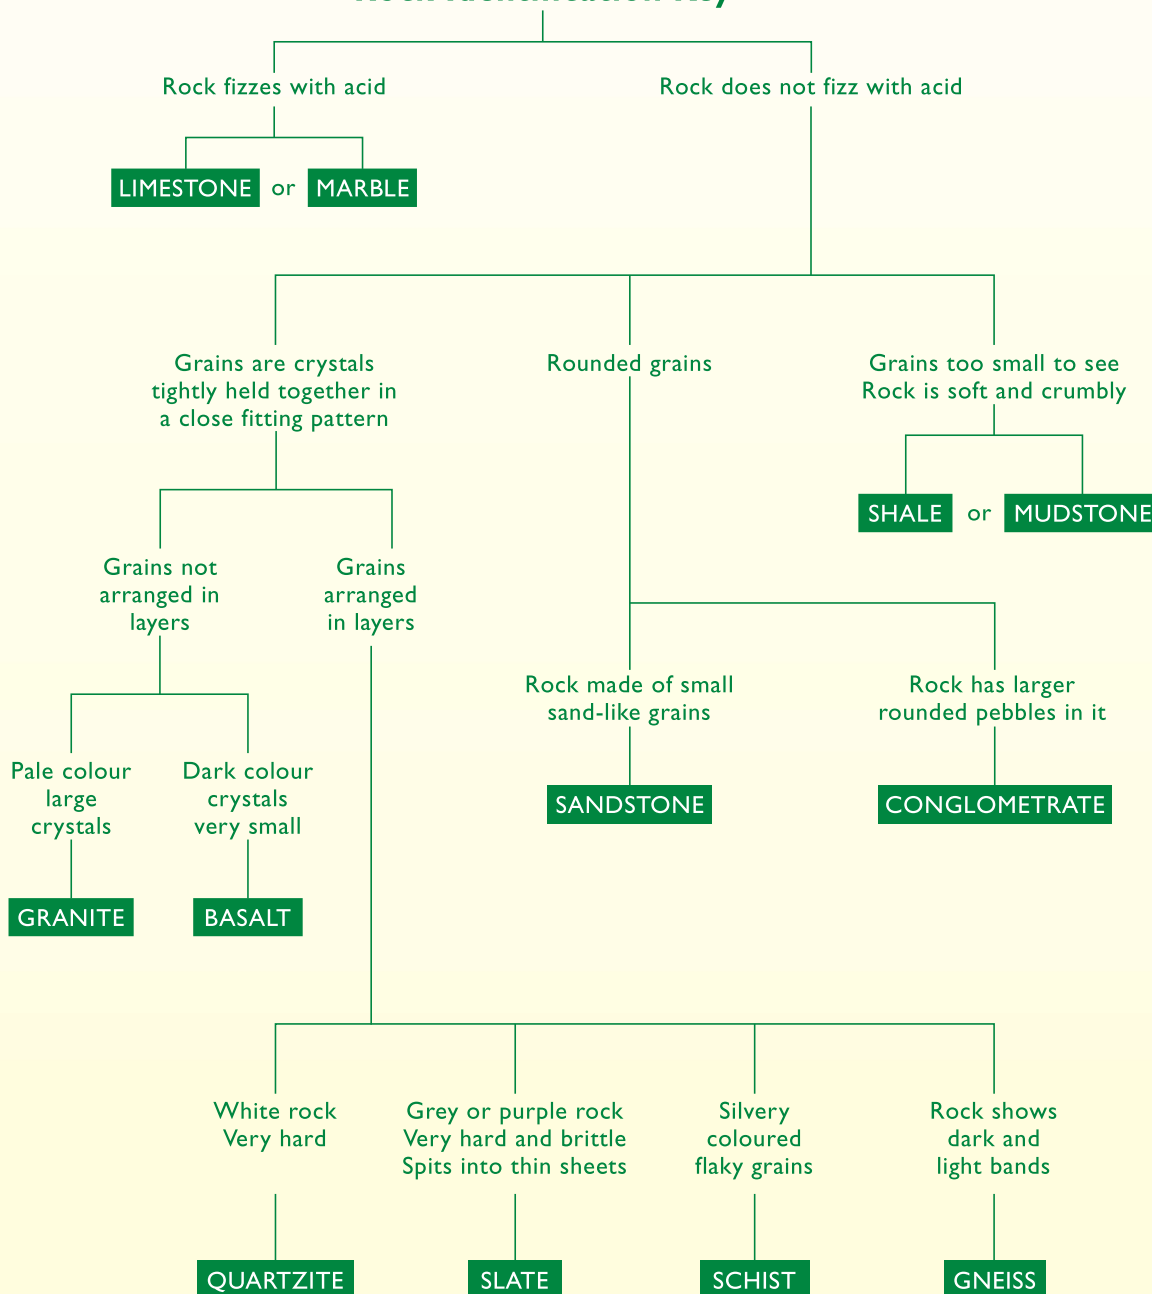 Rock Identification Key
Rock fizzes with acid
Rock does not fizz with acid
LIMESTONE or MARBLE
Grains are crystals
tightly held together in
a close fitting pattern
Rounded grains
Grains too small to see
Rock is soft and crumbly
SHALE or MUDSTONE
Grains not
arranged in
layers
Grains
arranged
in layers
Rock made of small
sand-like grains
Rock has larger
rounded pebbles in it
Pale colour
large
crystals
Dark colour
crystals
very small
SANDSTONE
CONGLOMETRATE
GRANITE
BASALT
White rock
Very hard
Grey or purple rock
Very hard and brittle
Spits into thin sheets
Silvery
coloured
flaky grains
Rock shows
dark and
light bands
QUARTZITE
SLATE
SCHIST
GNEISS